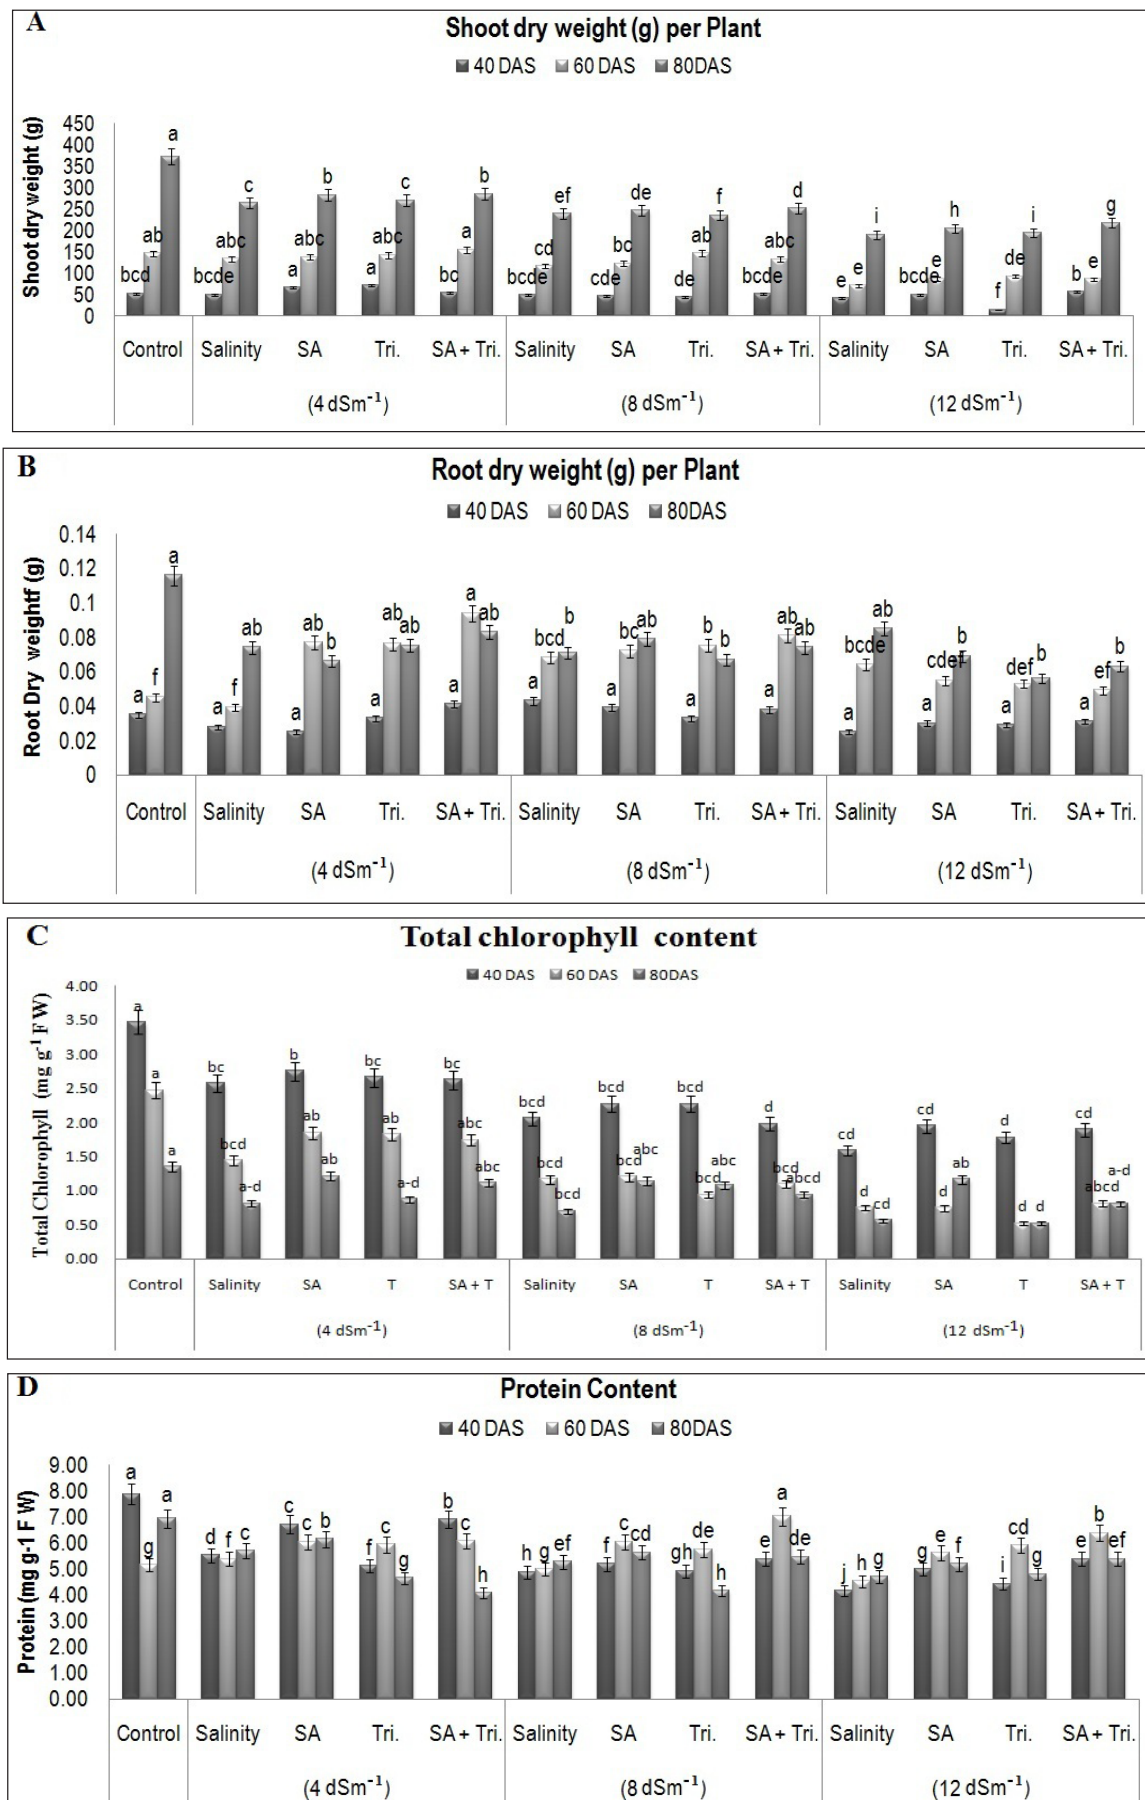 A
Shoot dry weight (g) per Plant
40 DAS 60 DAS 80DAS
Shoot dry weight (g)
450
400
350
300
250
200
150
100
50
0
bcd ab a
bcde abc c
a abc b
a abc c
bc a b
bcde cd ef
cde bc de
de ab f
bcde abc d
e e i
bcde e h
f de i
b e g
Control Salinity SA Tri. SA + Tri. Salinity SA Tri. SA + Tri. Salinity SA Tri. SA + Tri.
(4 dSm⁻¹) (8 dSm⁻¹) (12 dSm⁻¹)
B
Root dry weight (g) per Plant
40 DAS 60 DAS 80DAS
Root Dry weightf (g)
0.14
0.12
0.1
0.08
0.06
0.04
0.02
0
a f a
a f ab
a ab b
a ab ab
a a ab
a bcd b
a bc ab
a b b
a ab ab
a bcde ab
a cdef b
a def b
a ef b
Control Salinity SA Tri. SA + Tri. Salinity SA Tri. SA + Tri. Salinity SA Tri. SA + Tri.
(4 dSm⁻¹) (8 dSm⁻¹) (12 dSm⁻¹)
C
Total chlorophyll content
40 DAS 60 DAS 80DAS
Total Chlorophyll (mg g⁻¹ FW)
4.00
3.50
3.00
2.50
2.00
1.50
1.00
0.50
0.00
a a a
bc bcd a-d
b ab ab
bc ab a-d
bc abc abc
bcd bcd bcd
bcd bcd abc
bcd bcd abc
d bcd abcd
cd d cd
cd d ab
d d d
cd abcd a-d
Control Salinity SA T SA + T Salinity SA T SA + T Salinity SA T SA + T
(4 dSm⁻¹) (8 dSm⁻¹) (12 dSm⁻¹)
D
Protein Content
40 DAS 60 DAS 80DAS
Protein (mg g-1 F W)
9.00
8.00
7.00
6.00
5.00
4.00
3.00
2.00
1.00
0.00
a g a
d f c
c c b
f c g
b c h
h g ef
f c cd
gh de h
e a de
j h g
g e f
i cd g
e b ef
Control Salinity SA Tri. SA + Tri. Salinity SA Tri. SA + Tri. Salinity SA Tri. SA + Tri.
(4 dSm⁻¹) (8 dSm⁻¹) (12 dSm⁻¹)